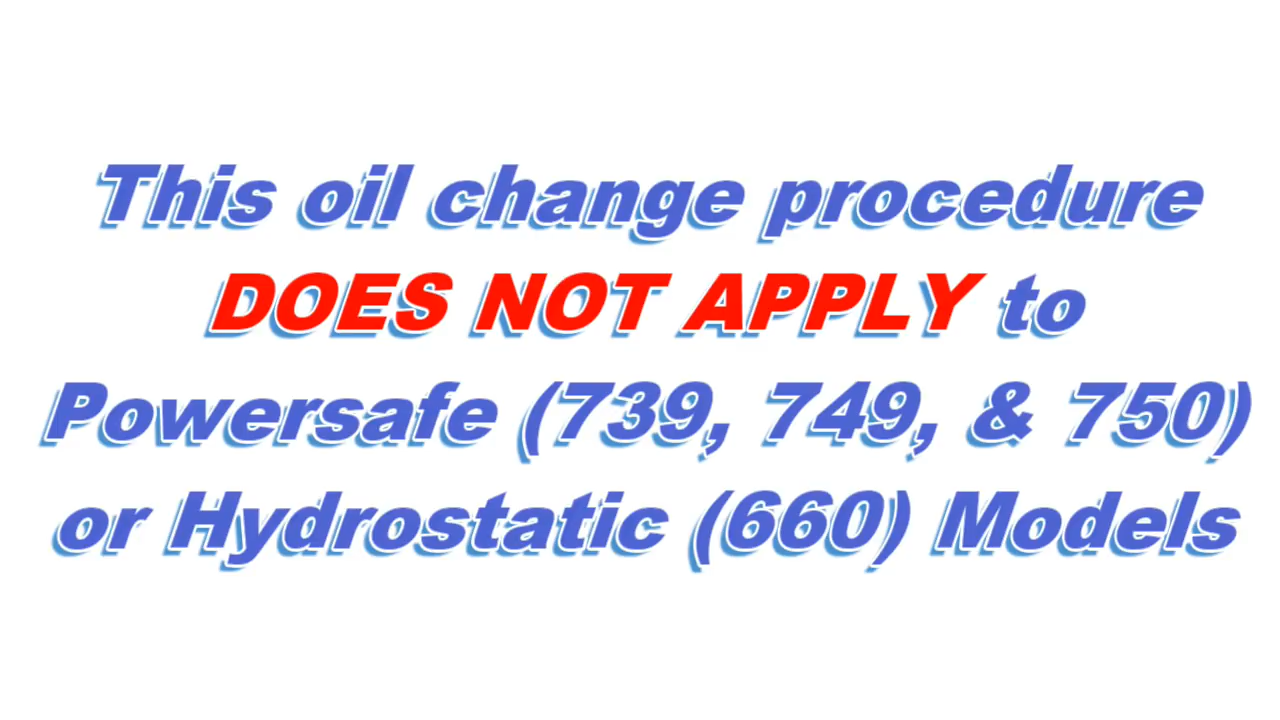 This oil change procedure
DOES NOT APPLY to
Powersafe (739, 749, & 750)
or Hydrostatic (660) Models